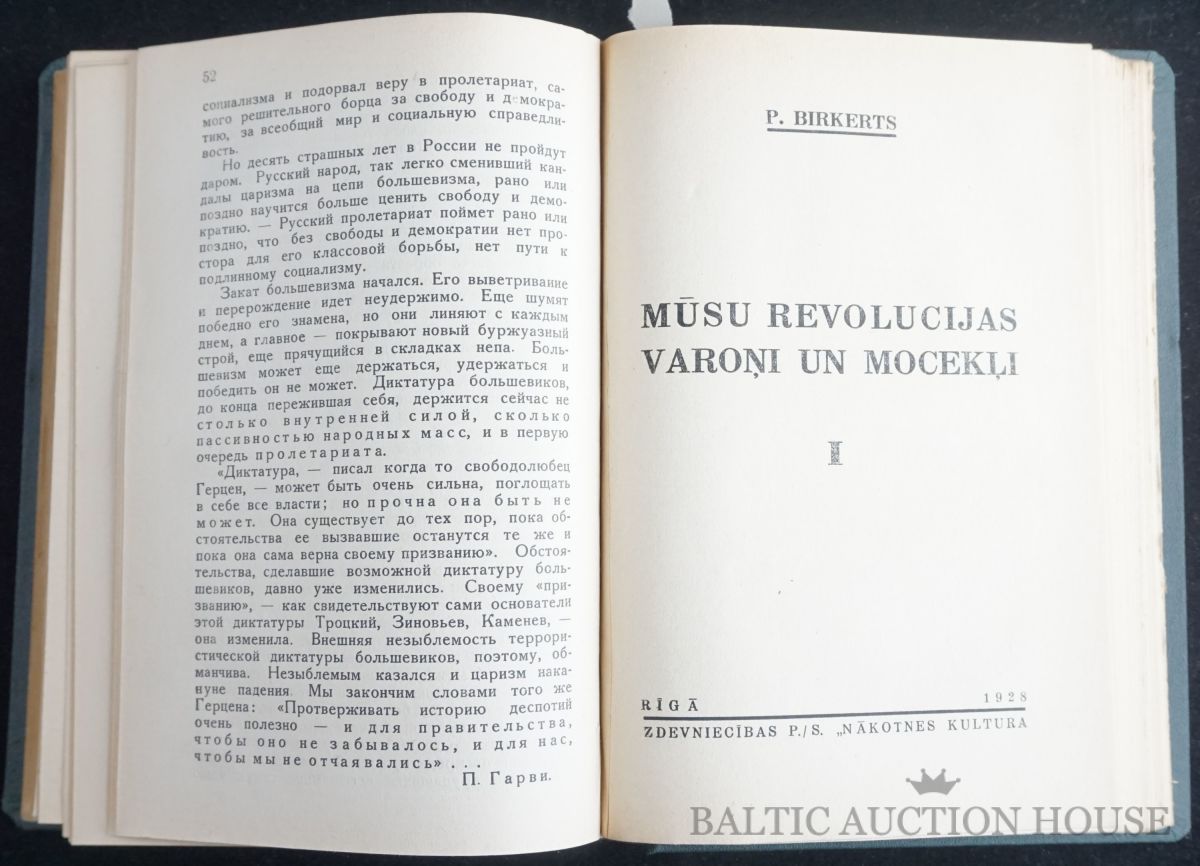 52
социализма и подорвал веру в пролетариат, са-
мого решительного борца за свободу и демокра-
тию, за всеобщий мир и социальную справедли-
вость.
Но десять страшных лет в России не пройдут
даром. Русский народ, так легко сменивший кан-
далы царизма на цепи большевизма, рано или
поздно научится больше ценить свободу и демо-
кратию. — Русский пролетариат поймет рано или
поздно, что без свободы и демократии нет про-
стора для его классовой борьбы, нет пути к
подлинному социализму.
Закат большевизма начался. Его выветривание
и перерождение идет неудержимо. Еще шумят
победно его знамена, но они линяют с каждым
днем, а главное — покрывают новый буржуазный
строй, еще прячущийся в складках непа. Боль-
шевизм может еще держаться, удержаться и
победить он не может. Диктатура большевиков,
до конца пережившая себя, держится сейчас не
столько внутренней силой, сколько
пассивностью народных масс, и в первую
очередь пролетариата.
«Диктатура, — писал когда то свободолюбец
Герцен, — может быть очень сильна, поглощать
в себе все власти; но прочна она быть не
может. Она существует до тех пор, пока об-
стоятельства ее вызвавшие останутся те же и
пока она сама верна своему призванию». Обстоя-
тельства, сделавшие возможной диктатуру боль-
шевиков, давно уже изменились. Своему «при-
званию», — как свидетельствуют сами основатели
этой диктатуры Троцкий, Зиновьев, Каменев, —
она изменила. Внешняя незыблемость террори-
стической диктатуры большевиков, поэтому, об-
манчива. Незыблемым казался и царизм нака-
нуне падения. Мы закончим словами того же
Герцена: «Протверживать историю деспотий
очень полезно — и для правительства,
чтобы оно не забывалось, и для нас,
чтобы мы не отчаявались» . . .
П. Гарви.
P. BIRKERTS
MŪSU REVOLUCIJAS
VAROŅI UN MOCEKĻI
I
RĪGĀ 1928
IZDEVNIECĪBAS P./S. „NĀKOTNES KULTURA
BALTIC AUCTION HOUSE